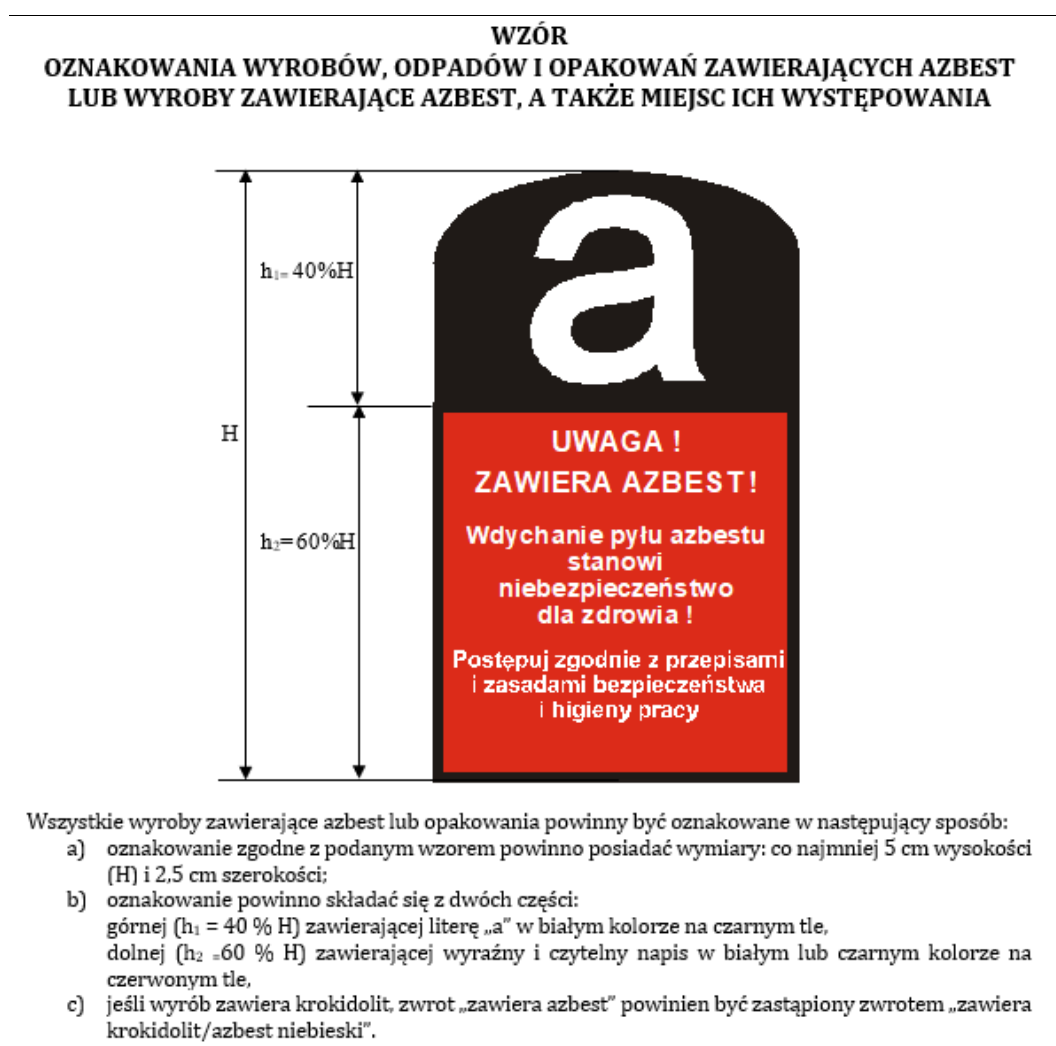 WZÓR
OZNAKOWANIA WYROBÓW, ODPADÓW I OPAKOWAŃ ZAWIERAJĄCYCH AZBEST
LUB WYROBY ZAWIERAJĄCE AZBEST, A TAKŻE MIEJSC ICH WYSTĘPOWANIA
a
h₁₌ 40%H
H
h₂=60%H
UWAGA !
ZAWIERA AZBEST!
Wdychanie pyłu azbestu
stanowi
niebezpieczeństwo
dla zdrowia !
Postępuj zgodnie z przepisami
i zasadami bezpieczeństwa
i higieny pracy
Wszystkie wyroby zawierające azbest lub opakowania powinny być oznakowane w następujący sposób:
a) oznakowanie zgodne z podanym wzorem powinno posiadać wymiary: co najmniej 5 cm wysokości
(H) i 2,5 cm szerokości;
b) oznakowanie powinno składać się z dwóch części:
górnej (h₁ = 40 % H) zawierającej literę „a” w białym kolorze na czarnym tle,
dolnej (h₂ ₌60 % H) zawierającej wyraźny i czytelny napis w białym lub czarnym kolorze na
czerwonym tle,
c) jeśli wyrób zawiera krokidolit, zwrot „zawiera azbest” powinien być zastąpiony zwrotem „zawiera
krokidolit/azbest niebieski”.